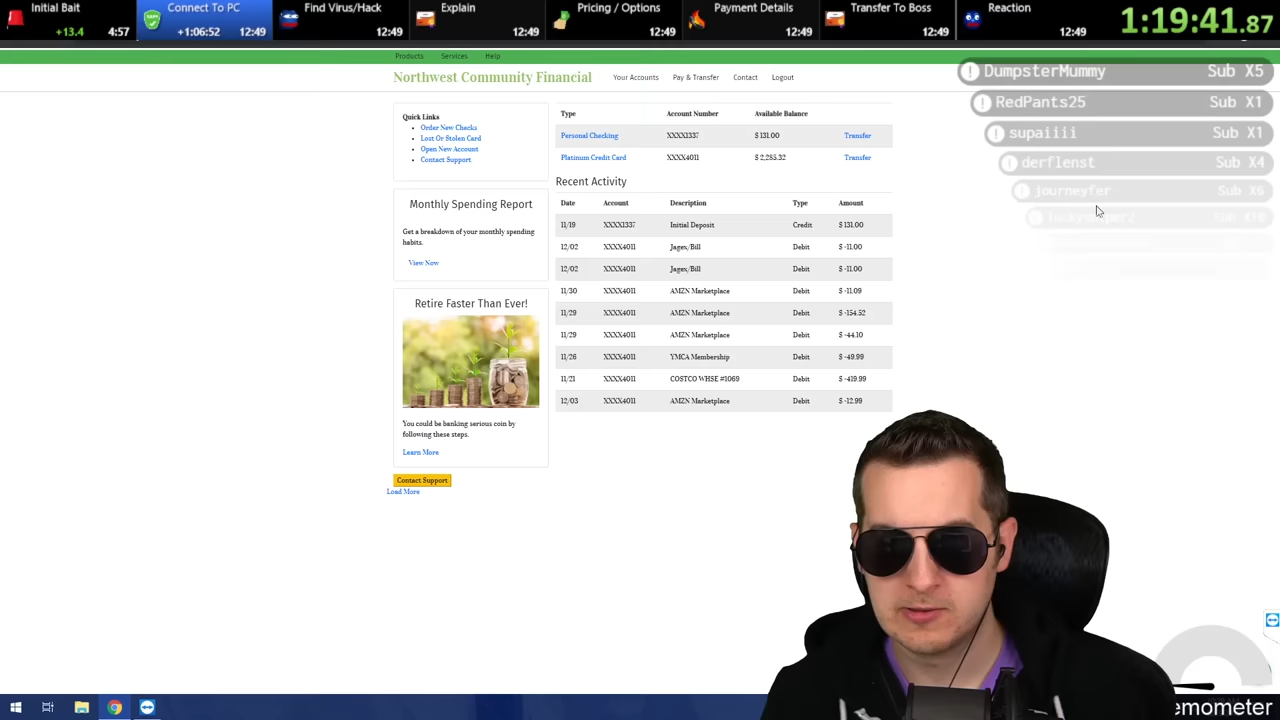 Initial Bait
+13.4 4:57
Connect To PC
+1:06:52 12:49
Find Virus/Hack
12:49
Explain
12:49
Pricing / Options
12:49
Payment Details
12:49
Transfer To Boss
12:49
Reaction
12:49
1:19:41.87
Products Services Help
Northwest Community Financial Your Accounts Pay & Transfer Contact Logout
DumpsterMummy Sub X5
RedPants25 Sub X1
supaiiii Sub X1
derflenst Sub X4
journeyfer Sub X6
Quick Links
Order New Checks
Lost Or Stolen Card
Open New Account
Contact Support
Monthly Spending Report
Get a breakdown of your monthly spending
habits.
View Now
Retire Faster Than Ever!
You could be banking serious coin by
following these steps.
Learn More
Contact Support
Load More
Type Account Number Available Balance
Personal Checking XXXX1337 $ 131.00 Transfer
Platinum Credit Card XXXX4011 $ 2,285.32 Transfer
Recent Activity
Date Account Description Type Amount
11/19 XXXX1337 Initial Deposit Credit $ 131.00
12/02 XXXX4011 Jagex/Bill Debit $ -11.00
12/02 XXXX4011 Jagex/Bill Debit $ -11.00
11/30 XXXX4011 AMZN Marketplace Debit $ -11.09
11/29 XXXX4011 AMZN Marketplace Debit $ -154.52
11/29 XXXX4011 AMZN Marketplace Debit $ -44.10
11/26 XXXX4011 YMCA Membership Debit $ -49.99
11/21 XXXX4011 COSTCO WHSE #1069 Debit $ -419.99
12/03 XXXX4011 AMZN Marketplace Debit $ -12.99
emometer